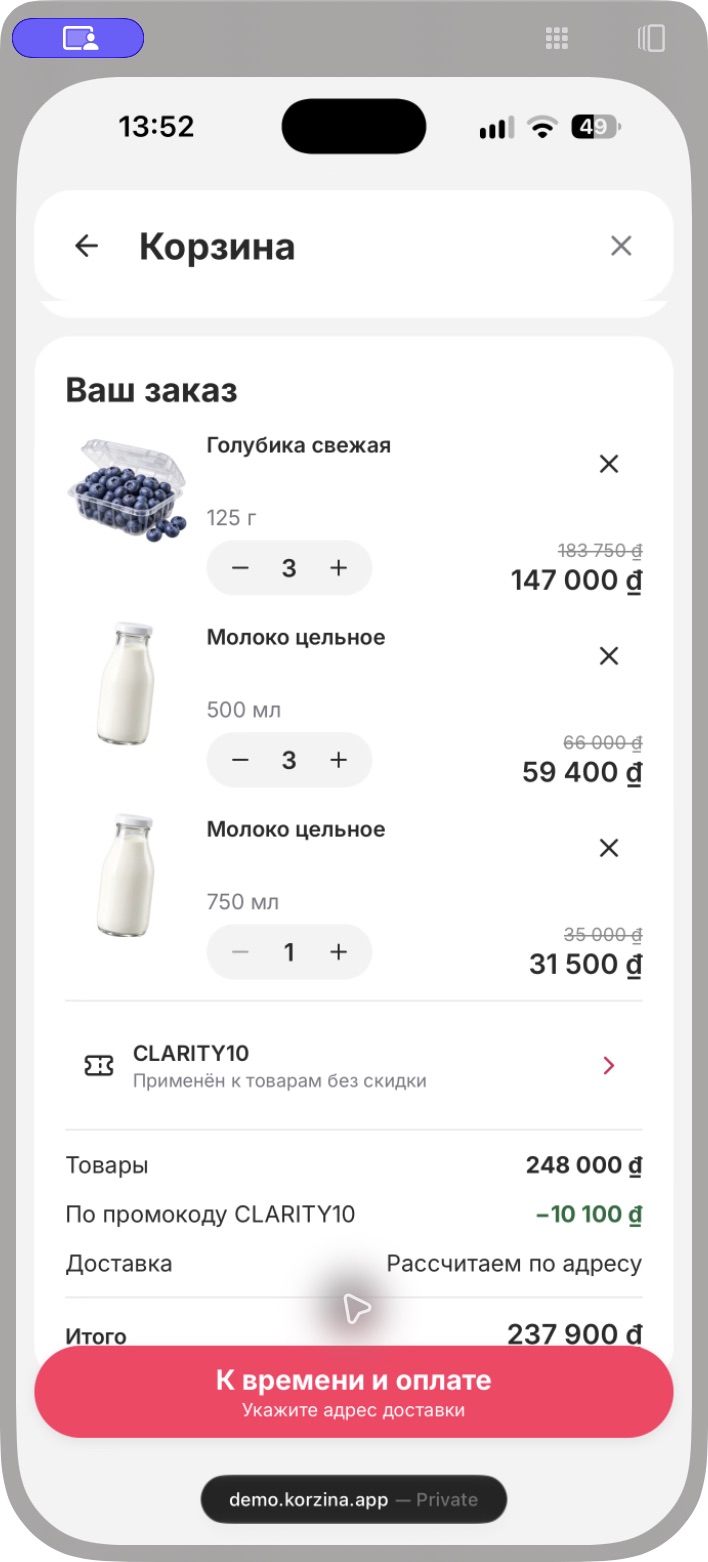 13:52
49
Корзина
Ваш заказ
Голубика свежая
125 г
183 750 ₫
3
147 000 ₫
Молоко цельное
500 мл
66 000 ₫
3
59 400 ₫
Молоко цельное
750 мл
35 000 ₫
1
31 500 ₫
CLARITY10
Применён к товарам без скидки
Товары 248 000 ₫
По промокоду CLARITY10 −10 100 ₫
Доставка Рассчитаем по адресу
Итого 237 900 ₫
К времени и оплате
Укажите адрес доставки
demo.korzina.app — Private